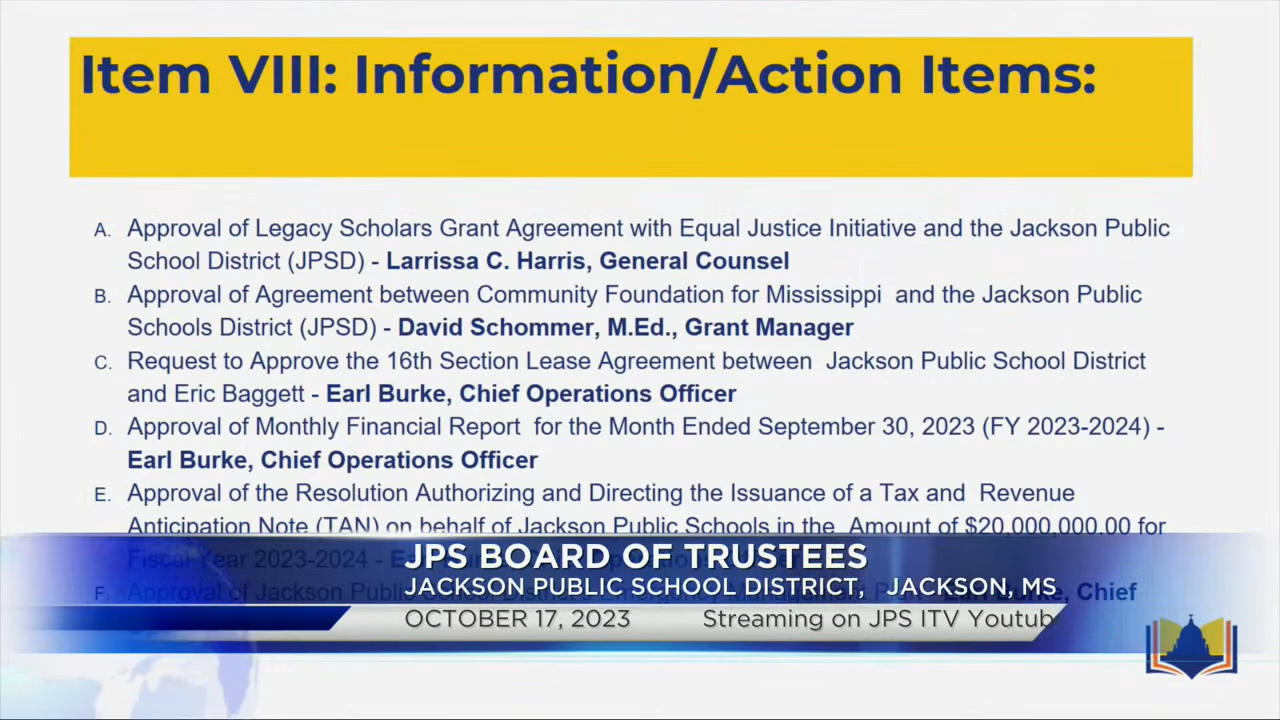 Item VIII: Information/Action Items:
A. Approval of Legacy Scholars Grant Agreement with Equal Justice Initiative and the Jackson Public
School District (JPSD) - Larrissa C. Harris, General Counsel
B. Approval of Agreement between Community Foundation for Mississippi and the Jackson Public
Schools District (JPSD) - David Schommer, M.Ed., Grant Manager
C. Request to Approve the 16th Section Lease Agreement between Jackson Public School District
and Eric Baggett - Earl Burke, Chief Operations Officer
D. Approval of Monthly Financial Report for the Month Ended September 30, 2023 (FY 2023-2024) -
Earl Burke, Chief Operations Officer
E. Approval of the Resolution Authorizing and Directing the Issuance of a Tax and Revenue
Anticipation Note (TAN) on behalf of Jackson Public Schools in the Amount of $20,000,000.00 for
Fiscal Year 2023-2024 -
F. Approval of Jackson Public Burke, Chief
JPS BOARD OF TRUSTEES
JACKSON PUBLIC SCHOOL DISTRICT, JACKSON, MS
OCTOBER 17, 2023 Streaming on JPS ITV Youtub